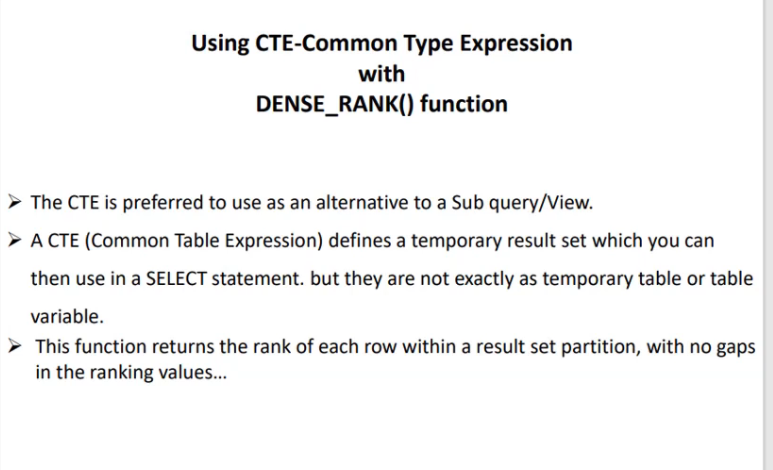 Using CTE-Common Type Expression
with
DENSE_RANK() function
➢ The CTE is preferred to use as an alternative to a Sub query/View.
➢ A CTE (Common Table Expression) defines a temporary result set which you can
then use in a SELECT statement. but they are not exactly as temporary table or table
variable.
➢ This function returns the rank of each row within a result set partition, with no gaps
in the ranking values...